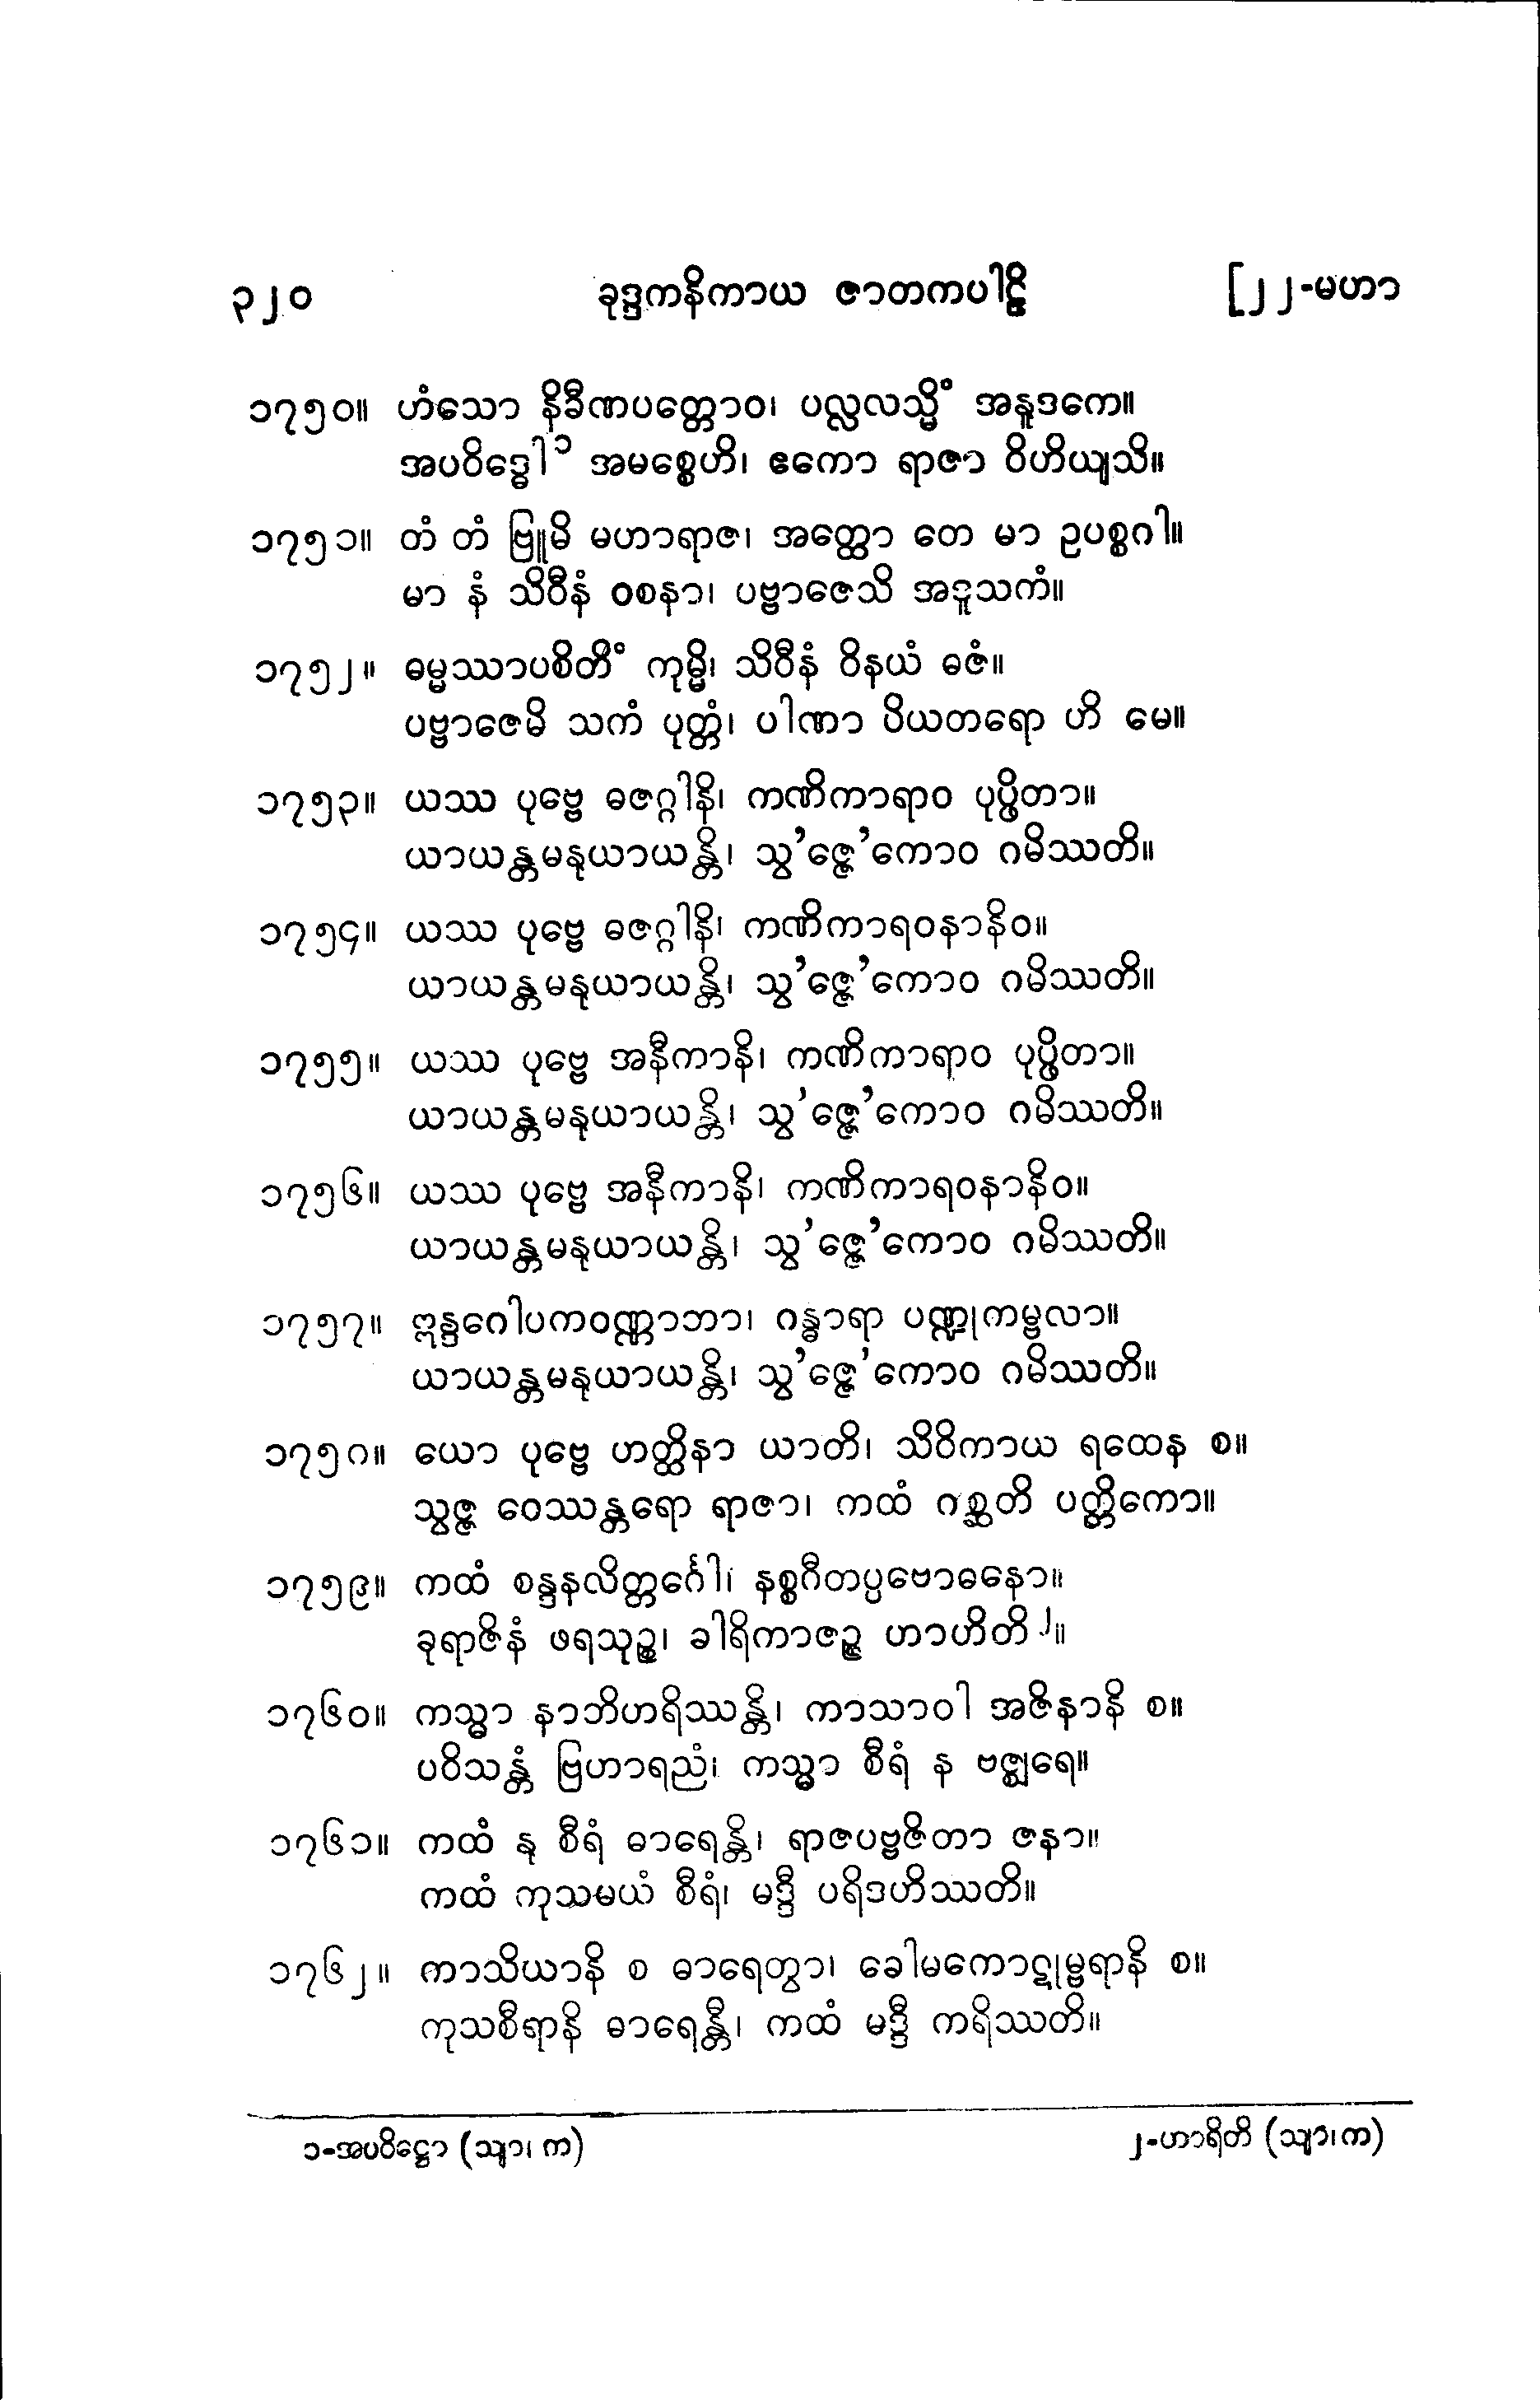 ၃၂၀ ခုဒ္ဒကနိကာယ ဇာတကပါဠိ [၂၂-မဟာ
၁၇၅၀။ ဟံသော နိခီဏပတ္တောဝ၊ ပလ္လလသ္မိံ အနူဒကေ။
အပဝိဒ္ဓေါ၁ အမစ္စေဟိ၊ ဧကော ရာဇာ ဝိဟိယျသိ။
၁၇၅၁။ တံ တံ ဗြူမိ မဟာရာဇ၊ အတ္ထော တေ မာ ဥပစ္စဂါ။
မာ နံ သိဝီနံ ဝစနာ၊ ပဗ္ဗာဇေသိ အဒူသကံ။
၁၇၅၂။ ဓမ္မဿာပစိတိံ ကုမ္မိ၊ သိဝီနံ ဝိနယံ ဓဇံ။
ပဗ္ဗာဇေမိ သကံ ပုတ္တံ၊ ပါဏာ ပိယတရော ဟိ မေ။
၁၇၅၃။ ယဿ ပုဗ္ဗေ ဓဇဂ္ဂါနိ၊ ကဏိကာရာဝ ပုပ္ဖိတာ။
ယာယန္တမနုယာယန္တိ၊ သွ’ဇ္ဇေ’ကောဝ ဂမိဿတိ။
၁၇၅၄။ ယဿ ပုဗ္ဗေ ဓဇဂ္ဂါနိ၊ ကဏိကာရဝနာနိဝ။
ယာယန္တမနုယာယန္တိ၊ သွ’ဇ္ဇေ’ကောဝ ဂမိဿတိ။
၁၇၅၅။ ယဿ ပုဗ္ဗေ အနီကာနိ၊ ကဏိကာရာဝ ပုပ္ဖိတာ။
ယာယန္တမနုယာယန္တိ၊ သွ’ဇ္ဇေ’ကောဝ ဂမိဿတိ။
၁၇၅၆။ ယဿ ပုဗ္ဗေ အနီကာနိ၊ ကဏိကာရဝနာနိဝ။
ယာယန္တမနုယာယန္တိ၊ သွ’ဇ္ဇေ’ကောဝ ဂမိဿတိ။
၁၇၅၇။ ဣန္ဒဂေါပကဝဏ္ဏာဘာ၊ ဂန္ဓာရာ ပဏ္ဍုကမ္ဗလာ။
ယာယန္တမနုယာယန္တိ၊ သွ’ဇ္ဇေ’ကောဝ ဂမိဿတိ။
၁၇၅၈။ ယော ပုဗ္ဗေ ဟတ္ထိနာ ယာတိ၊ သိဝိကာယ ရထေန စ။
သွဇ္ဇ ဝေဿန္တရော ရာဇာ၊ ကထံ ဂစ္ဆတိ ပတ္တိကော။
၁၇၅၉။ ကထံ စန္ဒနလိတ္တင်္ဂေါ၊ နစ္စဂီတပ္ပဗောဓနော။
ခုရာဇိနံ ဖရသုဉ္စ၊ ခါရိကာဇဉ္စ ဟာဟိတိ၂။
၁၇၆၀။ ကသ္မာ နာဘိဟရိဿန္တိ၊ ကာသာဝါ အဇိနာနိ စ။
ပဝိသန္တံ ဗြဟာရညံ၊ ကသ္မာ စီရံ န ဗဇ္ဈရေ။
၁၇၆၁။ ကထံ နု စီရံ ဓာရေန္တိ၊ ရာဇပဗ္ဗဇိတာ ဇနာ။
ကထံ ကုသမယံ စီရံ၊ မဒ္ဒီ ပရိဒဟိဿတိ။
၁၇၆၂။ ကာသိယာနိ စ ဓာရေတွာ၊ ခေါမကောဋုမ္ဗရာနိ စ။
ကုသစီရာနိ ဓာရေန္တီ၊ ကထံ မဒ္ဒီ ကရိဿတိ။
၁-အပဝိဋ္ဌော (သျာ၊ က) ၂-ဟာရိတိ (သျာ၊က)